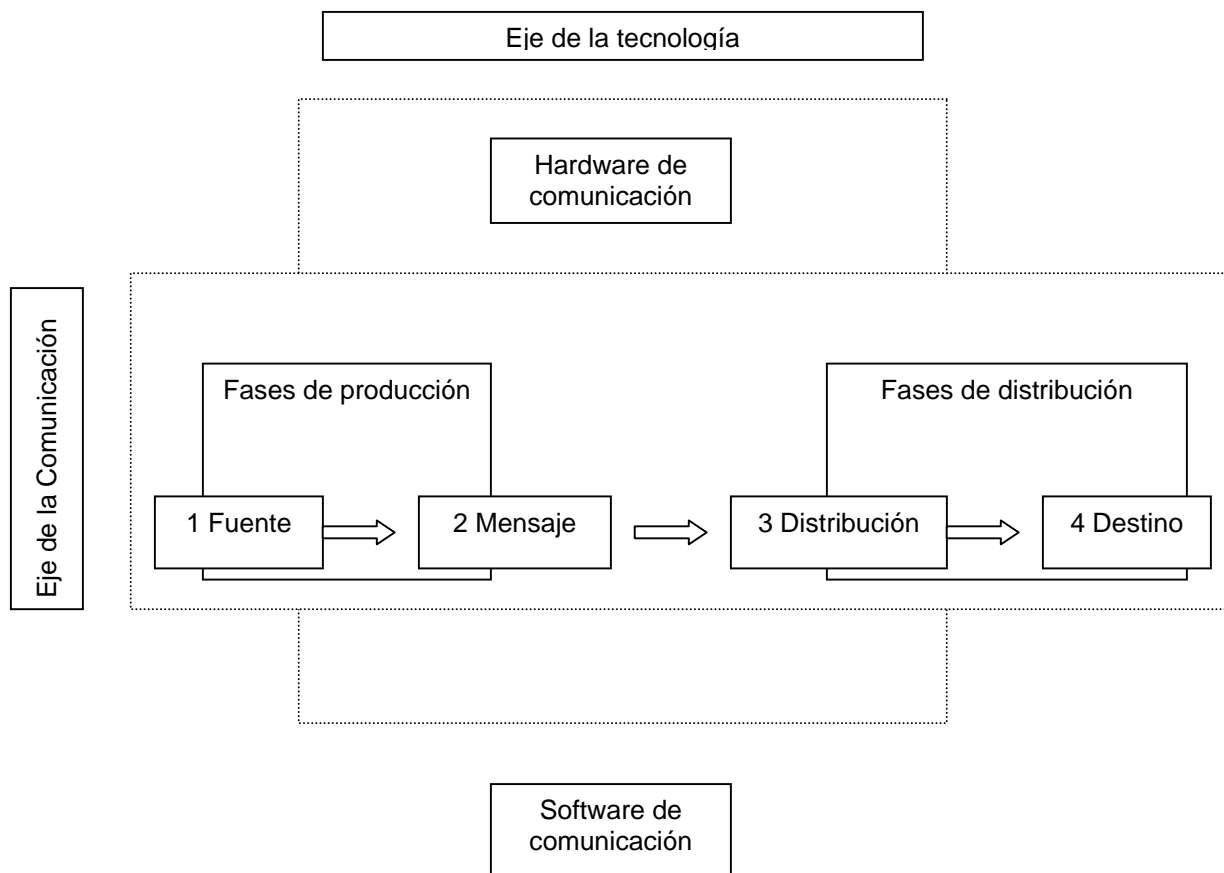 Eje de la tecnología
Hardware de
comunicación
Eje de la Comunicación
Fases de producción
Fases de distribución
1 Fuente
2 Mensaje
3 Distribución
4 Destino
Software de
comunicación